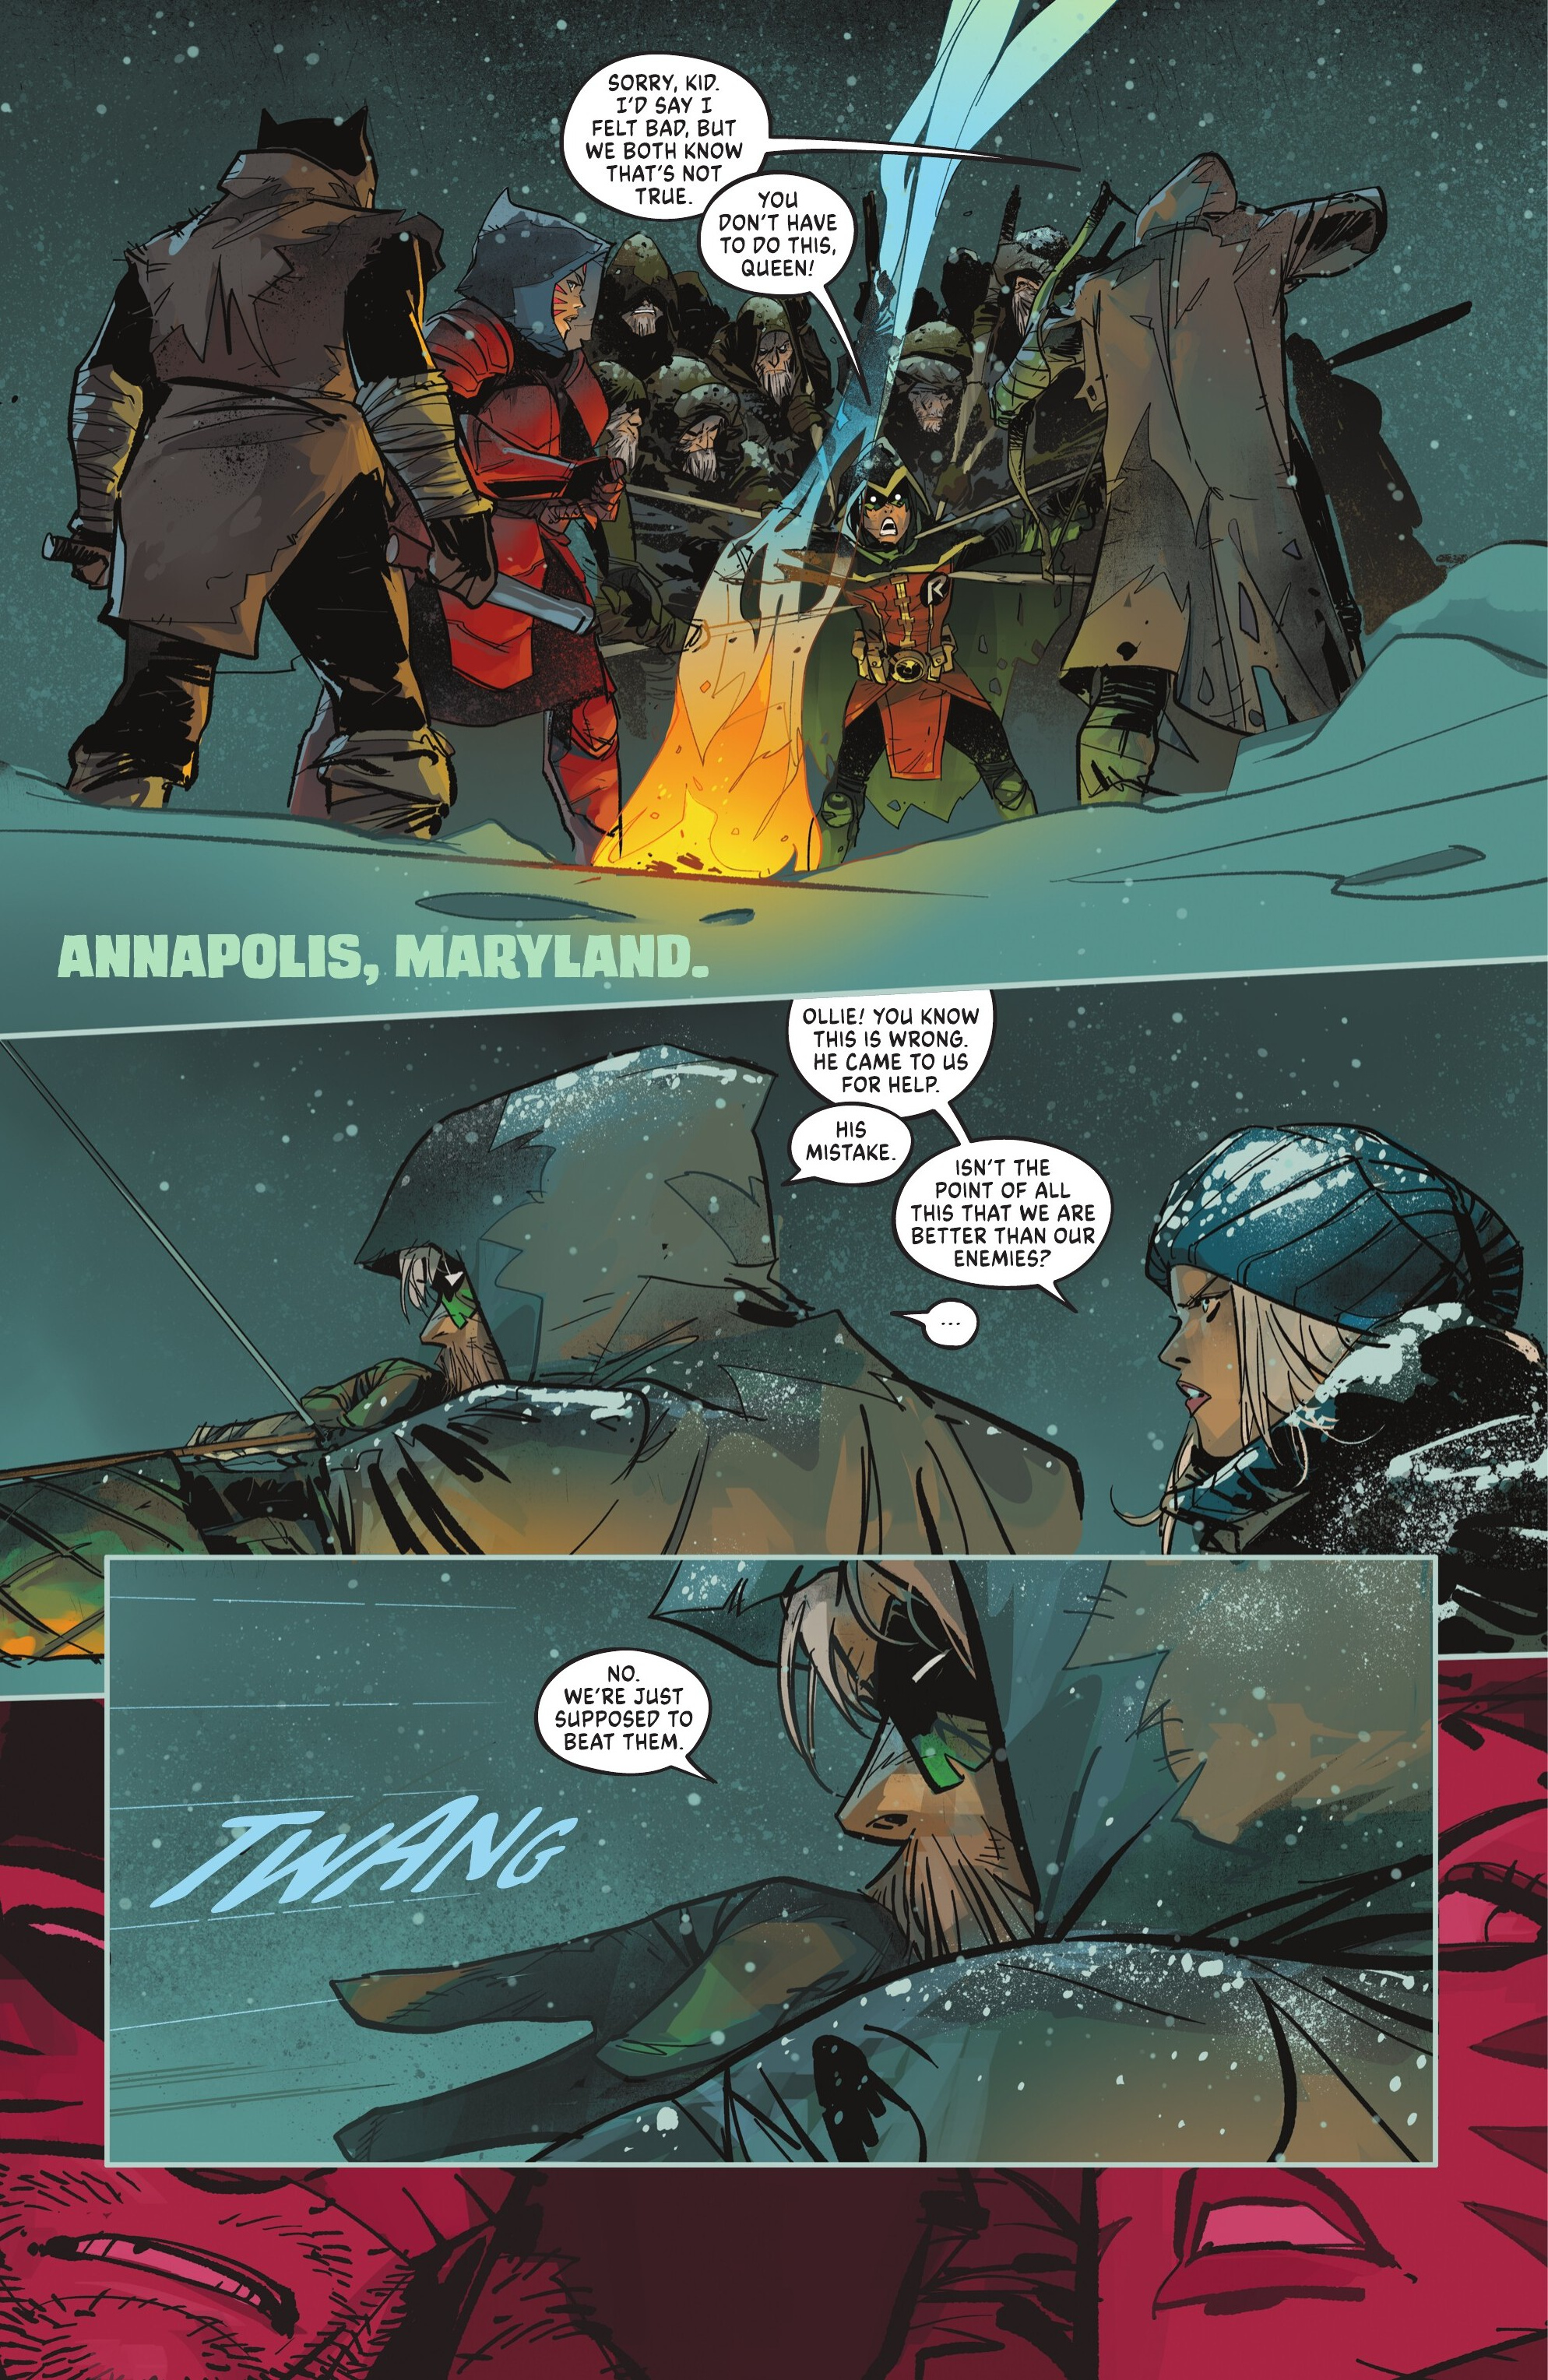 SORRY, KID.
I'D SAY I
FELT BAD, BUT
WE BOTH KNOW
THAT'S NOT
TRUE.
YOU
DON'T HAVE
TO DO THIS,
QUEEN!
R
ANNAPOLIS, MARYLAND.
OLLIE! YOU KNOW
THIS IS WRONG.
HE CAME TO US
FOR HELP.
HIS
MISTAKE.
ISN'T THE
POINT OF ALL
THIS THAT WE ARE
BETTER THAN OUR
ENEMIES?
...
NO.
WE'RE JUST
SUPPOSED TO
BEAT THEM.
TWANG